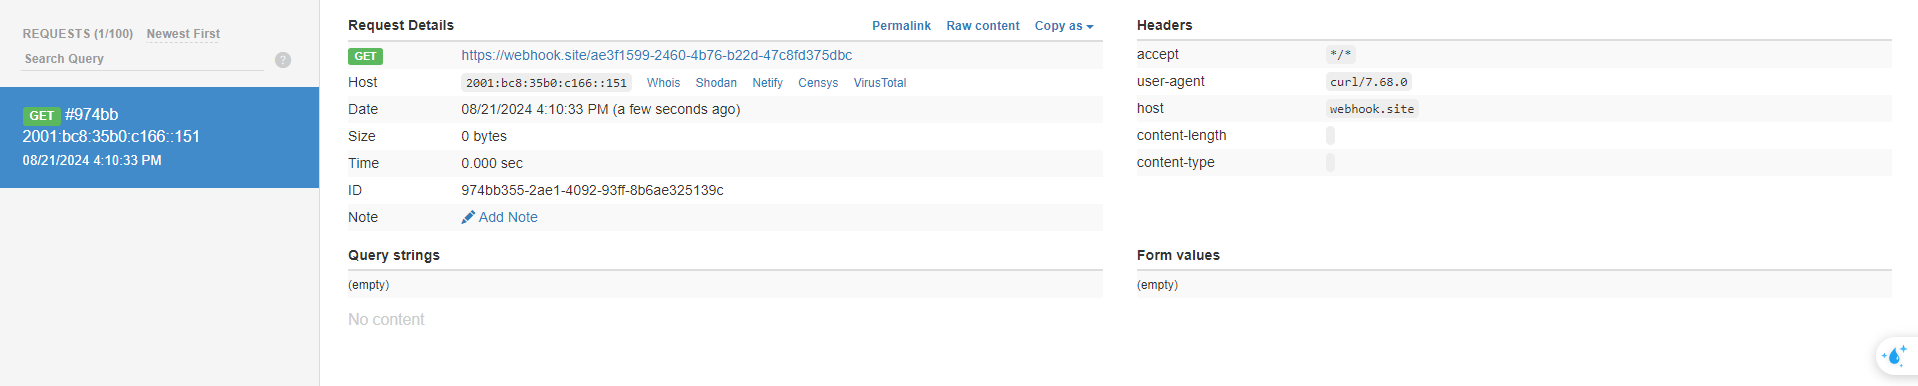 REQUESTS (1/100) Newest First
Search Query ?
GET #974bb
2001:bc8:35b0:c166::151
08/21/2024 4:10:33 PM
Request Details Permalink Raw content Copy as
GET https://webhook.site/ae3f1599-2460-4b76-b22d-47c8fd375dbc
Host 2001:bc8:35b0:c166::151 Whois Shodan Netify Censys VirusTotal
Date 08/21/2024 4:10:33 PM (a few seconds ago)
Size 0 bytes
Time 0.000 sec
ID 974bb355-2ae1-4092-93ff-8b6ae325139c
Note Add Note
Query strings
(empty)
No content
Headers
accept */*
user-agent curl/7.68.0
host webhook.site
content-length
content-type
Form values
(empty)